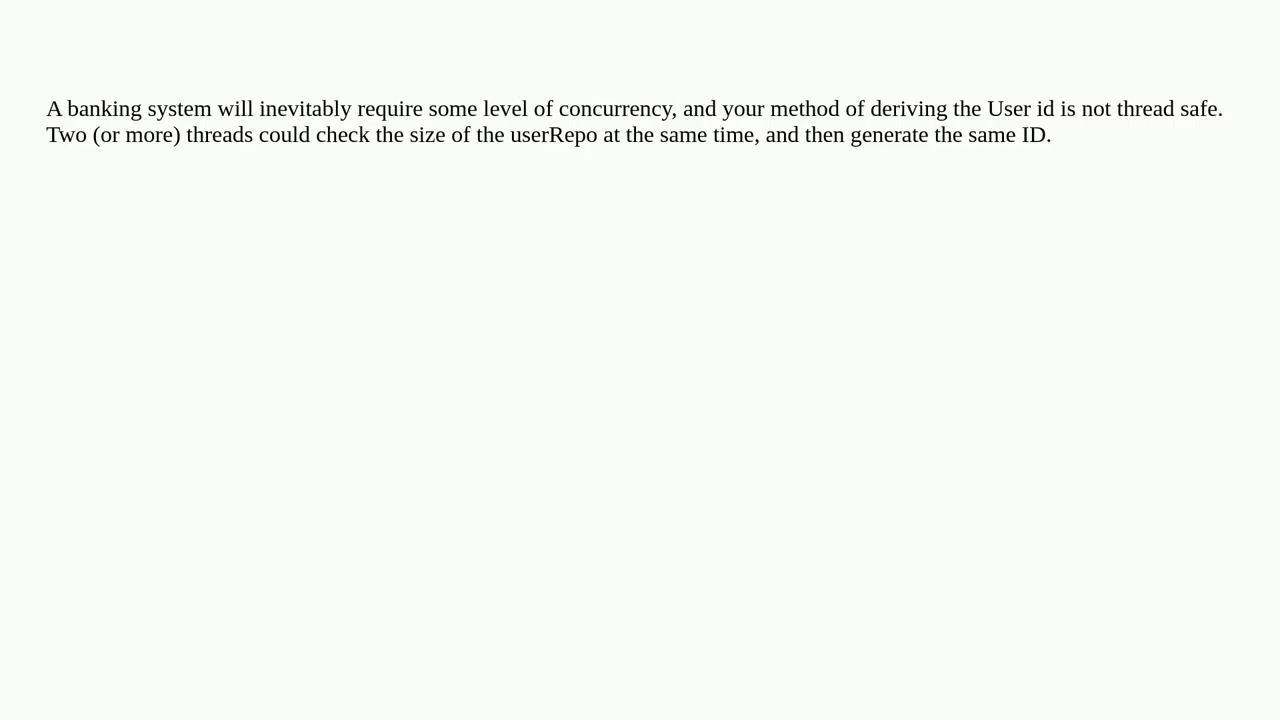 A banking system will inevitably require some level of concurrency, and your method of deriving the User id is not thread safe.
Two (or more) threads could check the size of the userRepo at the same time, and then generate the same ID.